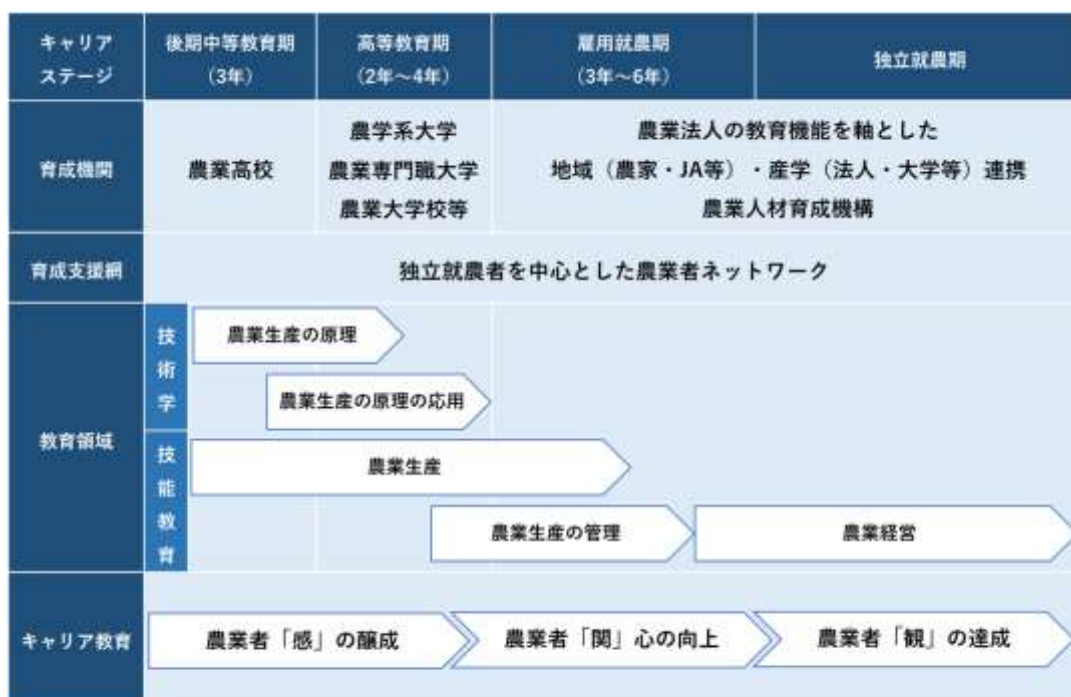 キャリア
ステージ
後期中等教育期
（3年）
高等教育期
（2年～4年）
雇用就農期
（3年～6年）
独立就農期
育成機関
農業高校
農学系大学
農業専門職大学
農業大学校等
農業法人の教育機能を軸とした
地域（農家・JA等）・産学（法人・大学等）連携
農業人材育成機構
育成支援網
独立就農者を中心とした農業者ネットワーク
教育領域
技術学
農業生産の原理
農業生産の原理の応用
技能教育
農業生産
農業生産の管理
農業経営
キャリア教育
農業者「感」の醸成
農業者「関」心の向上
農業者「観」の達成